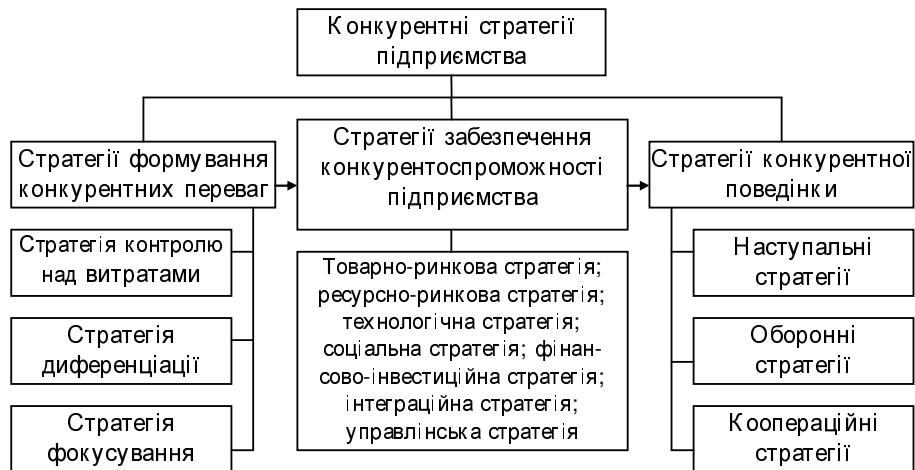 Конкурентні стратегії
підприємства
Стратегії формування
конкурентних переваг
Стратегії забезпечення
конкурентоспроможності
підприємства
Стратегії конкурентної
поведінки
Стратегія контролю
над витратами
Стратегія
диференціації
Стратегія
фокусування
Товарно-ринкова стратегія;
ресурсно-ринкова стратегія;
технологічна стратегія;
соціальна стратегія; фінан-
сово-інвестиційна стратегія;
інтеграційна стратегія;
управлінська стратегія
Наступальні
стратегії
Оборонні
стратегії
Коопераційні
стратегії